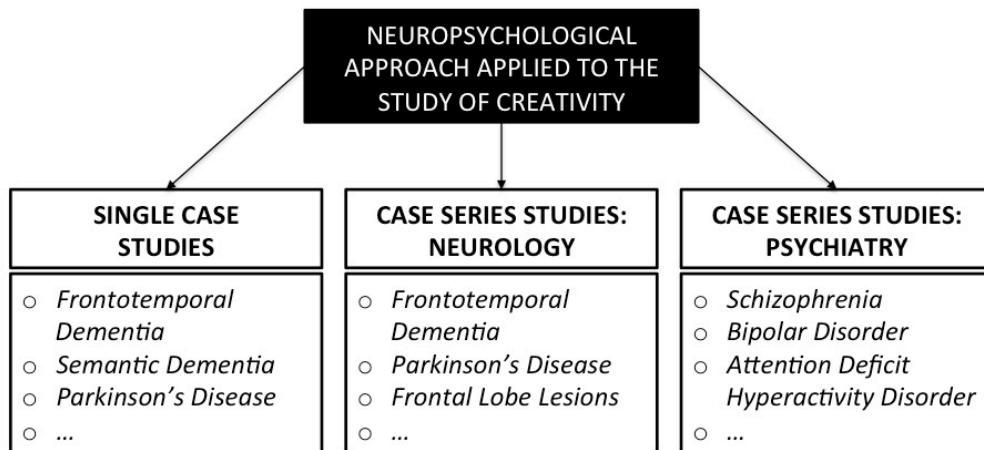 NEUROPSYCHOLOGICAL
APPROACH APPLIED TO THE
STUDY OF CREATIVITY
SINGLE CASE
STUDIES
○ Frontotemporal
Dementia
○ Semantic Dementia
○ Parkinson’s Disease
○ ...
CASE SERIES STUDIES:
NEUROLOGY
○ Frontotemporal
Dementia
○ Parkinson’s Disease
○ Frontal Lobe Lesions
○ ...
CASE SERIES STUDIES:
PSYCHIATRY
○ Schizophrenia
○ Bipolar Disorder
○ Attention Deficit
Hyperactivity Disorder
○ ...